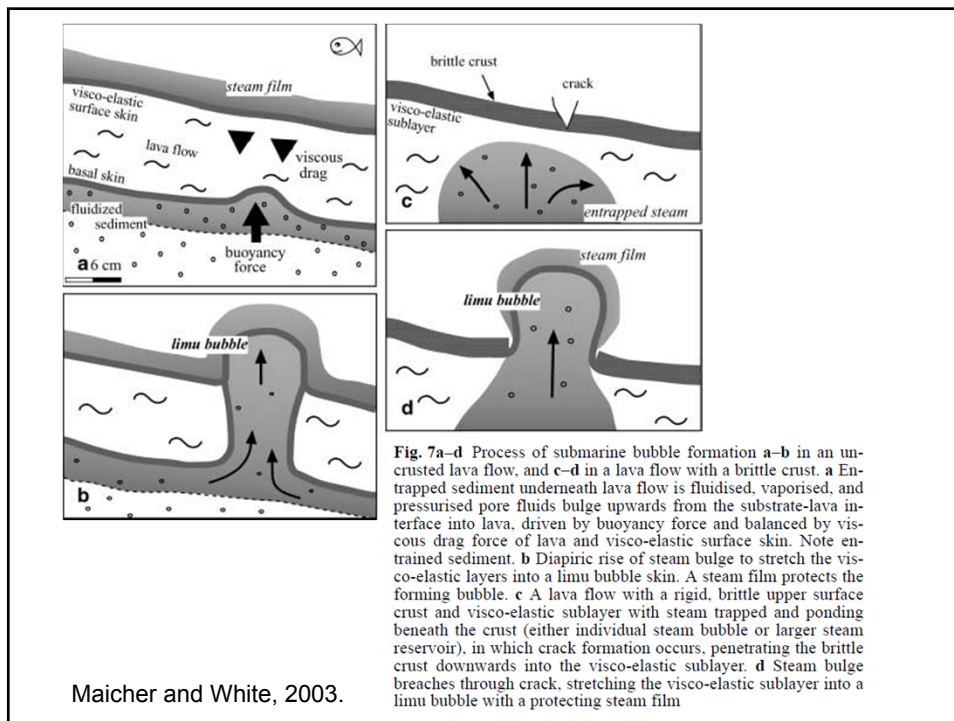 steam film
visco-elastic
surface skin
lava flow
viscous
drag
basal skin
fluidized
sediment
buoyancy
force
a 6 cm
limu bubble
b
brittle crust
crack
visco-elastic
sublayer
c
entrapped steam
steam film
limu bubble
d
Fig. 7a–d Process of submarine bubble formation a–b in an un-
crusted lava flow, and c–d in a lava flow with a brittle crust. a En-
trapped sediment underneath lava flow is fluidised, vaporised, and
pressurised pore fluids bulge upwards from the substrate-lava in-
terface into lava, driven by buoyancy force and balanced by vis-
cous drag force of lava and visco-elastic surface skin. Note en-
trained sediment. b Diapiric rise of steam bulge to stretch the vis-
co-elastic layers into a limu bubble skin. A steam film protects the
forming bubble. c A lava flow with a rigid, brittle upper surface
crust and visco-elastic sublayer with steam trapped and ponding
beneath the crust (either individual steam bubble or larger steam
reservoir), in which crack formation occurs, penetrating the brittle
crust downwards into the visco-elastic sublayer. d Steam bulge
breaches through crack, stretching the visco-elastic sublayer into a
limu bubble with a protecting steam film
Maicher and White, 2003.